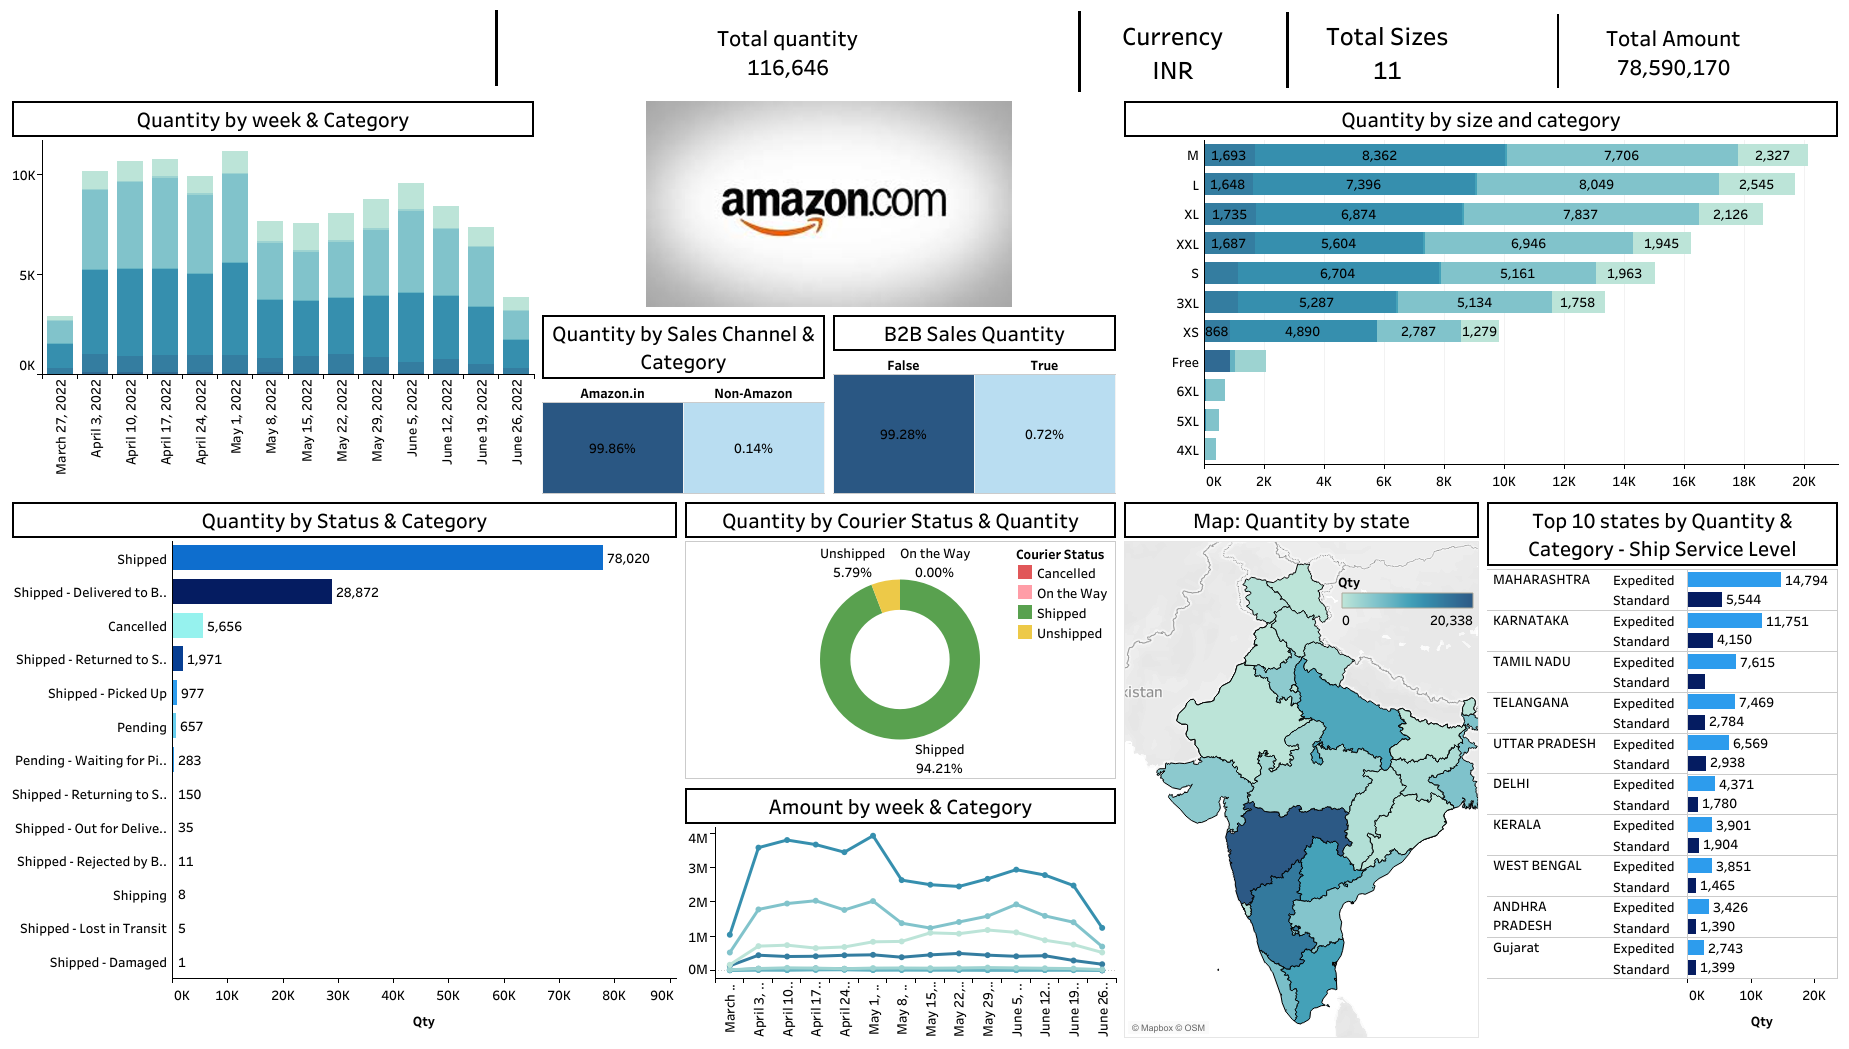 Total quantity
116,646
Currency
INR
Total Sizes
11
Total Amount
78,590,170
Quantity by week & Category
10K
5K
0K
March 27, 2022
April 3, 2022
April 10, 2022
April 17, 2022
April 24, 2022
May 1, 2022
May 8, 2022
May 15, 2022
May 22, 2022
May 29, 2022
June 5, 2022
June 12, 2022
June 19, 2022
June 26, 2022
amazon.com
Quantity by Sales Channel &
Category
Amazon.in Non-Amazon
99.86% 0.14%
B2B Sales Quantity
False True
99.28% 0.72%
Quantity by size and category
M 1,693 8,362 7,706 2,327
L 1,648 7,396 8,049 2,545
XL 1,735 6,874 7,837 2,126
XXL 1,687 5,604 6,946 1,945
S 6,704 5,161 1,963
3XL 5,287 5,134 1,758
XS 868 4,890 2,787 1,279
Free
6XL
5XL
4XL
0K 2K 4K 6K 8K 10K 12K 14K 16K 18K 20K
Quantity by Status & Category
Shipped 78,020
Shipped - Delivered to B.. 28,872
Cancelled 5,656
Shipped - Returned to S.. 1,971
Shipped - Picked Up 977
Pending 657
Pending - Waiting for Pi.. 283
Shipped - Returning to S.. 150
Shipped - Out for Delive.. 35
Shipped - Rejected by B.. 11
Shipping 8
Shipped - Lost in Transit 5
Shipped - Damaged 1
0K 10K 20K 30K 40K 50K 60K 70K 80K 90K
Qty
Quantity by Courier Status & Quantity
Unshipped
5.79%
On the Way
0.00%
Shipped
94.21%
Courier Status
Cancelled
On the Way
Shipped
Unshipped
Amount by week & Category
4M
3M
2M
1M
0M
March ..
April 3, ..
April 10..
April 17..
April 24..
May 1, ..
May 8, ..
May 15,..
May 22,..
May 29,..
June 5, ..
June 12..
June 19..
June 26..
Map: Quantity by state
Qty
0 20,338
kistan
© Mapbox © OSM
Top 10 states by Quantity &
Category - Ship Service Level
MAHARASHTRA Expedited 14,794
Standard 5,544
KARNATAKA Expedited 11,751
Standard 4,150
TAMIL NADU Expedited 7,615
Standard
TELANGANA Expedited 7,469
Standard 2,784
UTTAR PRADESH Expedited 6,569
Standard 2,938
DELHI Expedited 4,371
Standard 1,780
KERALA Expedited 3,901
Standard 1,904
WEST BENGAL Expedited 3,851
Standard 1,465
ANDHRA PRADESH Expedited 3,426
Standard 1,390
Gujarat Expedited 2,743
Standard 1,399
0K 10K 20K
Qty